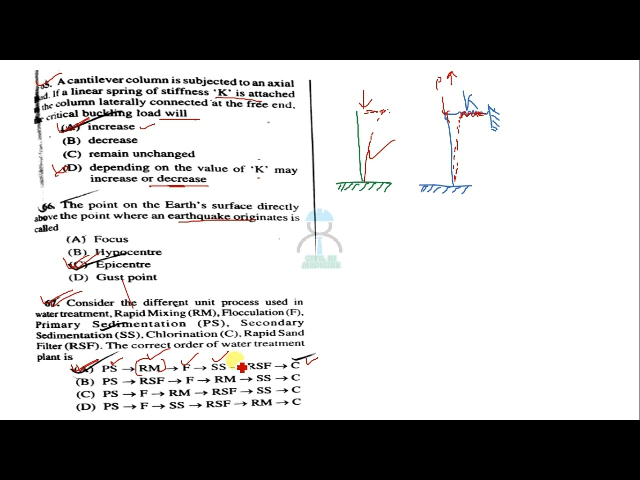 65. A cantilever column is subjected to an axial
load. If a linear spring of stiffness 'K' is attached
the column laterally connected at the free end,
critical buckling load will
(A) increase
(B) decrease
(C) remain unchanged
(D) depending on the value of 'K' may
increase or decrease
66. The point on the Earth's surface directly
above the point where an earthquake originates is
called
(A) Focus
(B) Hypocentre
(C) Epicentre
(D) Gust point
67. Consider the different unit process used in
water treatment, Rapid Mixing (RM), Flocculation (F),
Primary Sedimentation (PS), Secondary
Sedimentation (SS), Chlorination (C), Rapid Sand
Filter (RSF). The correct order of water treatment
plant is
(A) PS → RM → F → SS → RSF → C
(B) PS → RSF → F → RM → SS → C
(C) PS → F → RM → RSF → SS → C
(D) PS → F → SS → RSF → RM → C
P
K